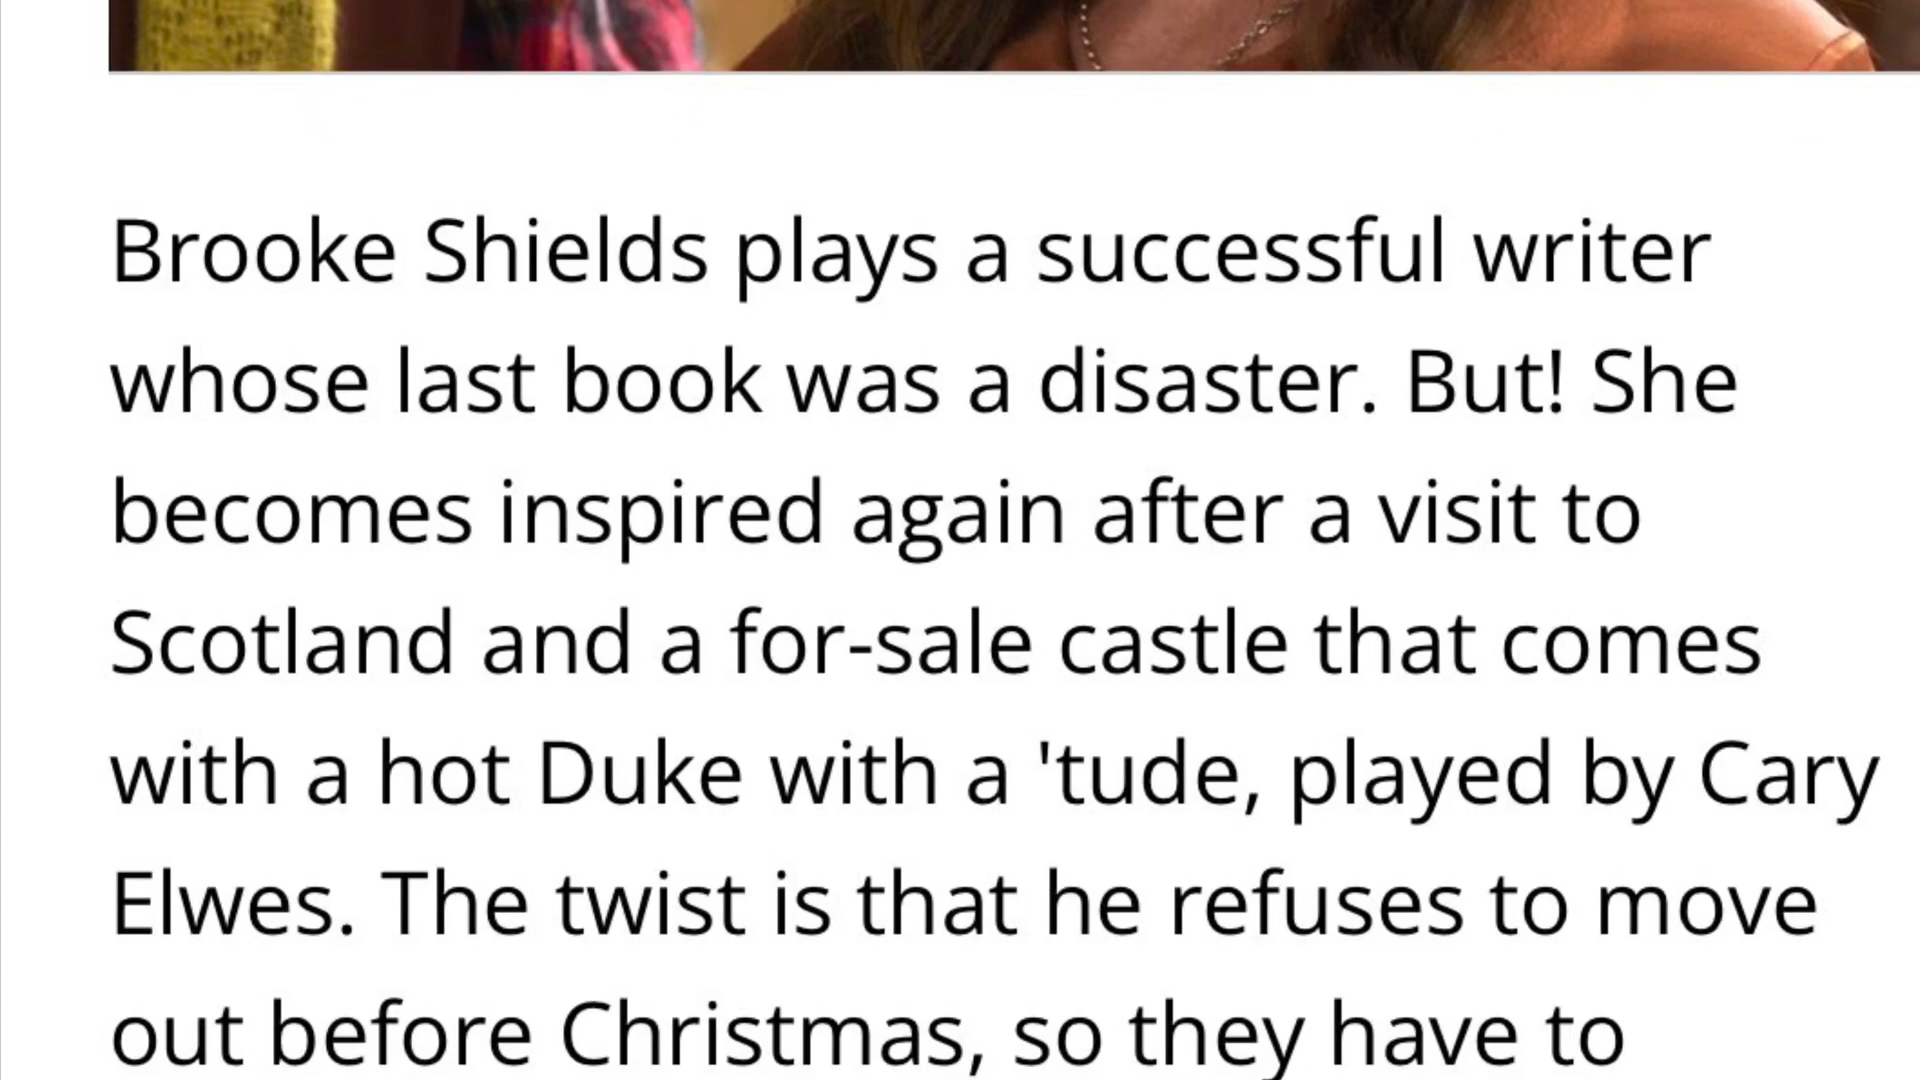 Brooke Shields plays a successful writer
whose last book was a disaster. But! She
becomes inspired again after a visit to
Scotland and a for-sale castle that comes
with a hot Duke with a 'tude, played by Cary
Elwes. The twist is that he refuses to move
out before Christmas, so they have to